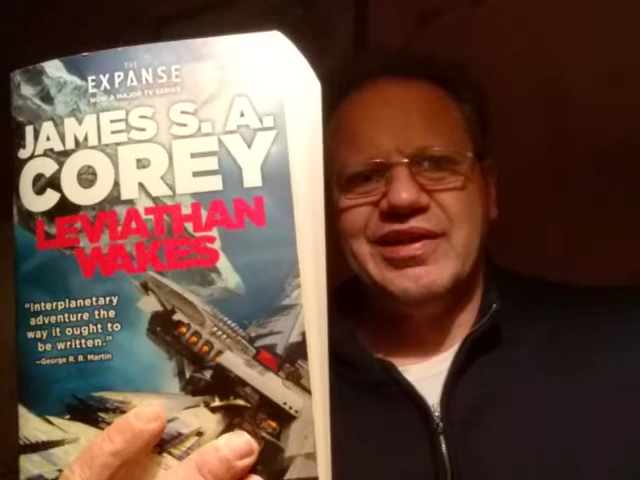 THE
EXPANSE
NOW A MAJOR TV SERIES
JAMES S. A.
COREY
LEVIATHAN
WAKES
"Interplanetary
adventure the
way it ought to
be written."
—George R. R. Martin